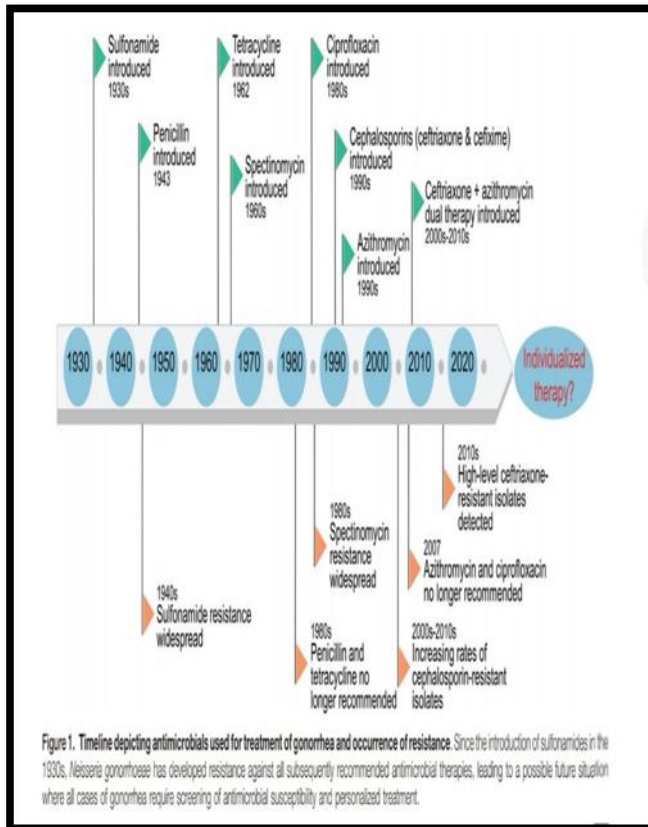 Sulfonamide
introduced
1930s
Tetracycline
introduced
1962
Ciprofloxacin
introduced
1980s
Penicillin
introduced
1943
Spectinomycin
introduced
1960s
Cephalosporins (ceftriaxone & cefixime)
introduced
1990s
Azithromycin
introduced
1990s
Ceftriaxone + azithromycin
dual therapy introduced
2000s-2010s
1930 1940 1950 1960 1970 1980 1990 2000 2010 2020
Individualized
therapy?
1940s
Sulfonamide resistance
widespread
1980s
Penicillin and
tetracycline no
longer recommended
1980s
Spectinomycin
resistance
widespread
2000s-2010s
Increasing rates of
cephalosporin-resistant
isolates
2007
Azithromycin and ciprofloxacin
no longer recommended
2010s
High-level ceftriaxone-
resistant isolates
detected
Figure 1. Timeline depicting antimicrobials used for treatment of gonorrhea and occurrence of resistance. Since the introduction of sulfonamides in the
1930s, Neisseria gonorrhoeae has developed resistance against all subsequently recommended antimicrobial therapies, leading to a possible future situation
where all cases of gonorrhea require screening of antimicrobial susceptibility and personalized treatment.